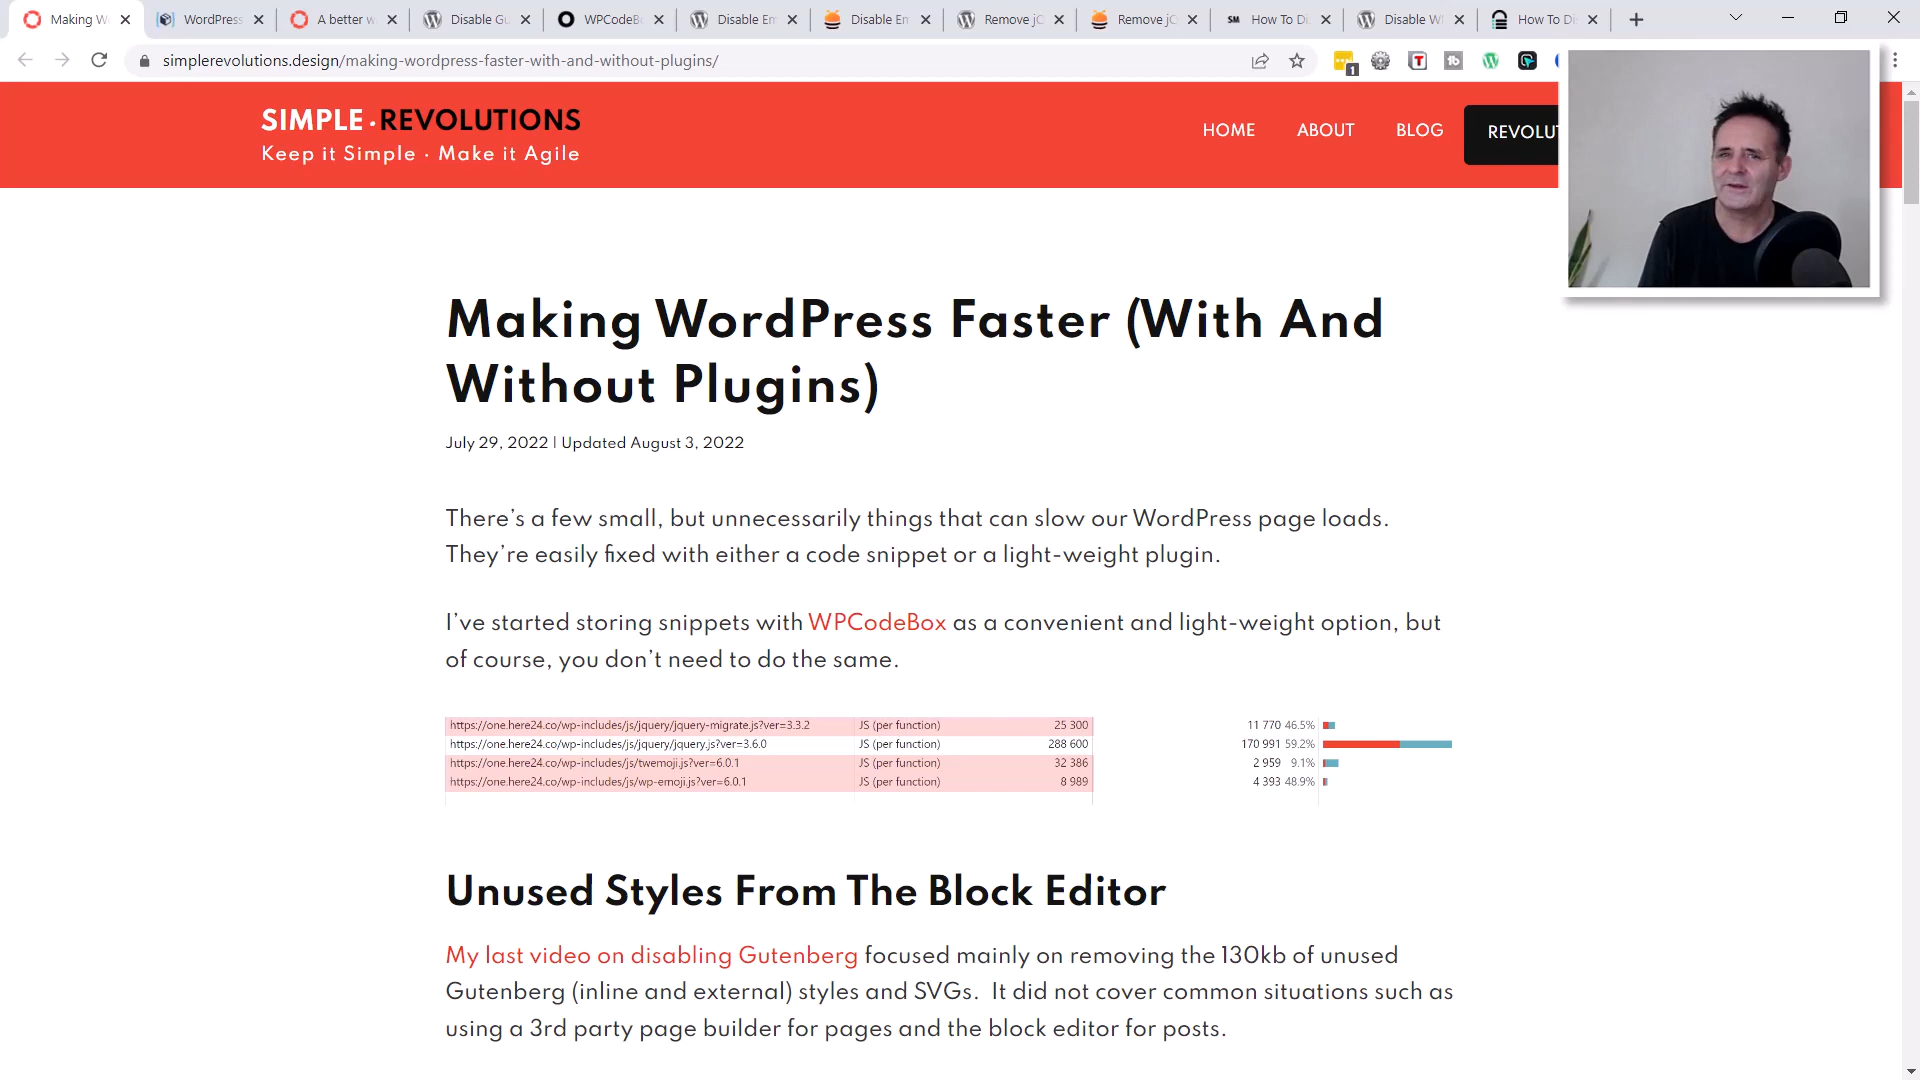 Making W
WordPress
A better w
Disable Gu
WPCodeB
Disable Em
Disable Em
Remove jQ
Remove jQ
SM How To Di
Disable W
How To Di
simplerevolutions.design/making-wordpress-faster-with-and-without-plugins/
1
T
tb
SIMPLE·REVOLUTIONS
Keep it Simple · Make it Agile
HOME
ABOUT
BLOG
REVOLU
Making WordPress Faster (With And
Without Plugins)
July 29, 2022 | Updated August 3, 2022
There’s a few small, but unnecessarily things that can slow our WordPress page loads.
They’re easily fixed with either a code snippet or a light-weight plugin.
I’ve started storing snippets with WPCodeBox as a convenient and light-weight option, but
of course, you don’t need to do the same.
https://one.here24.co/wp-includes/js/jquery/jquery-migrate.js?ver=3.3.2 JS (per function) 25 300 11 770 46.5%
https://one.here24.co/wp-includes/js/jquery/jquery.js?ver=3.6.0 JS (per function) 288 600 170 991 59.2%
https://one.here24.co/wp-includes/js/twemoji.js?ver=6.0.1 JS (per function) 32 386 2 959 9.1%
https://one.here24.co/wp-includes/js/wp-emoji.js?ver=6.0.1 JS (per function) 8 989 4 393 48.9%
Unused Styles From The Block Editor
My last video on disabling Gutenberg focused mainly on removing the 130kb of unused
Gutenberg (inline and external) styles and SVGs. It did not cover common situations such as
using a 3rd party page builder for pages and the block editor for posts.